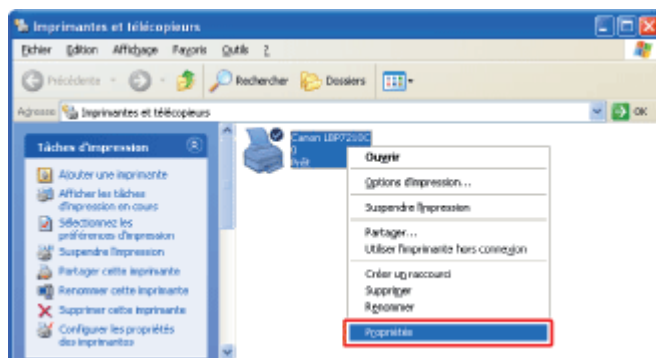 Imprimantes et télécopieurs
Fichier Edition Affichage Favoris Outils ?
Précédente Rechercher Dossiers
Adresse Imprimantes et télécopieurs OK
Tâches d'impression
Ajouter une imprimante
Afficher les tâches
d'impression en cours
Sélectionnez les
préférences d'impression
Suspendre l'impression
Partager cette imprimante
Renommer cette imprimante
Supprimer cette imprimante
Configurer les propriétés
des imprimantes
Canon LBP7210C
0
Prêt
Ouvrir
Options d'impression...
Suspendre l'impression
Partager...
Utiliser l'imprimante hors connexion
Créer un raccourci
Supprimer
Renommer
Propriétés